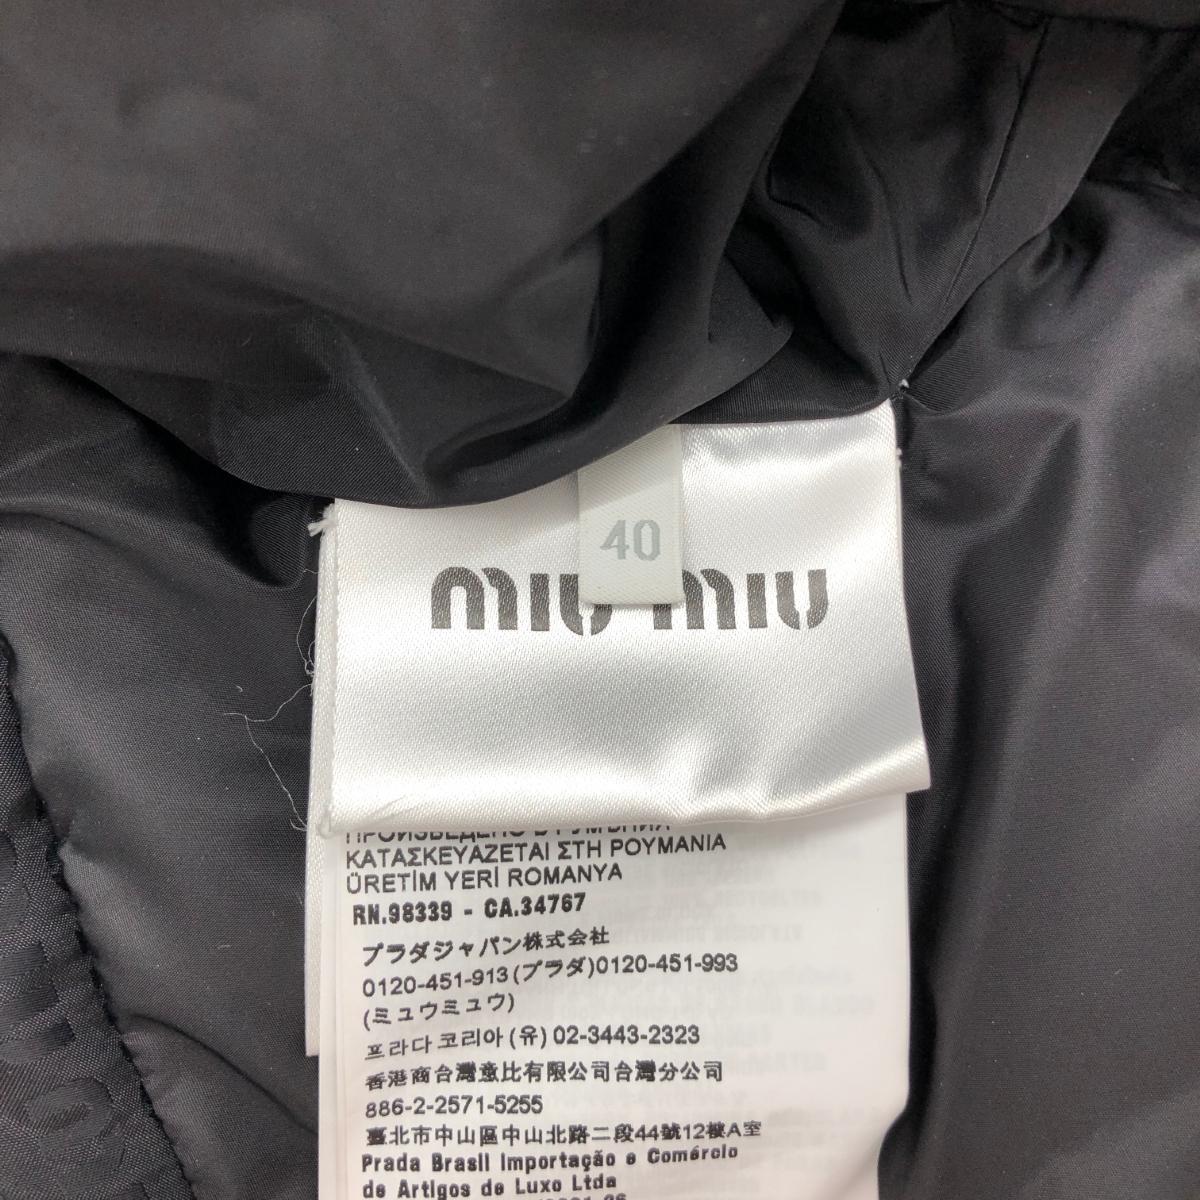 40
miu miu
ΚΑΤΑΣΚΕΥΑΖΕΤΑΙ ΣΤΗ ΡΟΥΜΑΝΙΑ
ÜRETİM YERİ ROMANYA
RN.98339 - CA.34767
プラダジャパン株式会社
0120-451-913(プラダ)0120-451-993
(ミュウミュウ)
프라다코리아(유) 02-3443-2323
香港商台灣意比有限公司台灣分公司
886-2-2571-5255
臺北市中山區中山北路二段44號12樓A室
Prada Brasil Importação e Comércio
de Artigos de Luxo Ltda